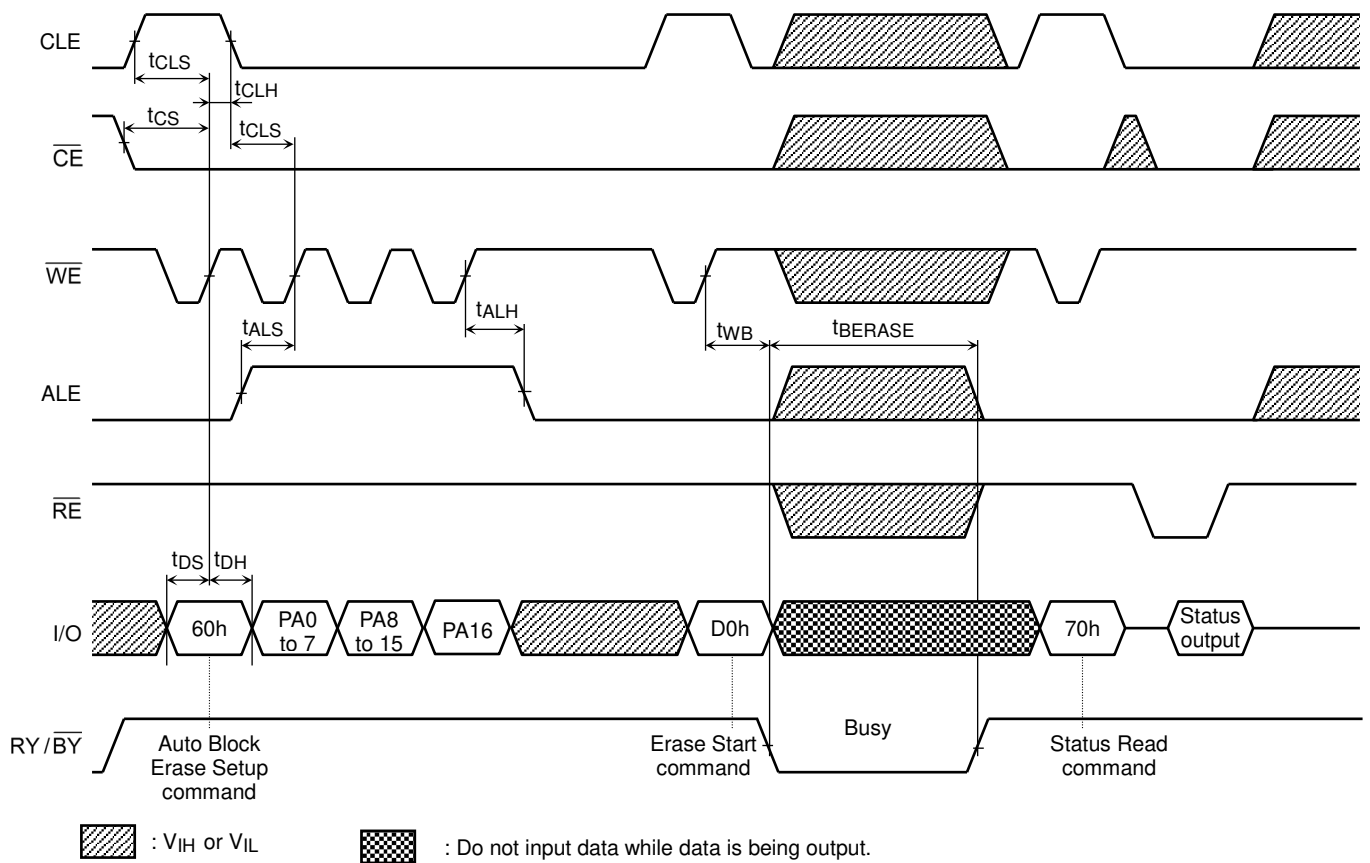 CLE
tCLS
tCLH
tCS
tCLS
CE
WE
tALS
tALH
tWB
tBERASE
ALE
RE
tDS
tDH
I/O
60h
PA0
to 7
PA8
to 15
PA16
D0h
70h
Status
output
RY/BY
Busy
Auto Block
Erase Setup
command
Erase Start
command
Status Read
command
: VIH or VIL
: Do not input data while data is being output.